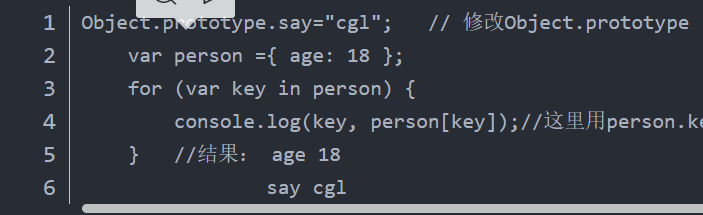 1 Object.prototype.say="cgl";   // 修改Object.prototype
2     var person ={ age: 18 };
3     for (var key in person) {
4         console.log(key, person[key]);//这里用person.ke
5     }   //结果： age 18
6                 say cgl